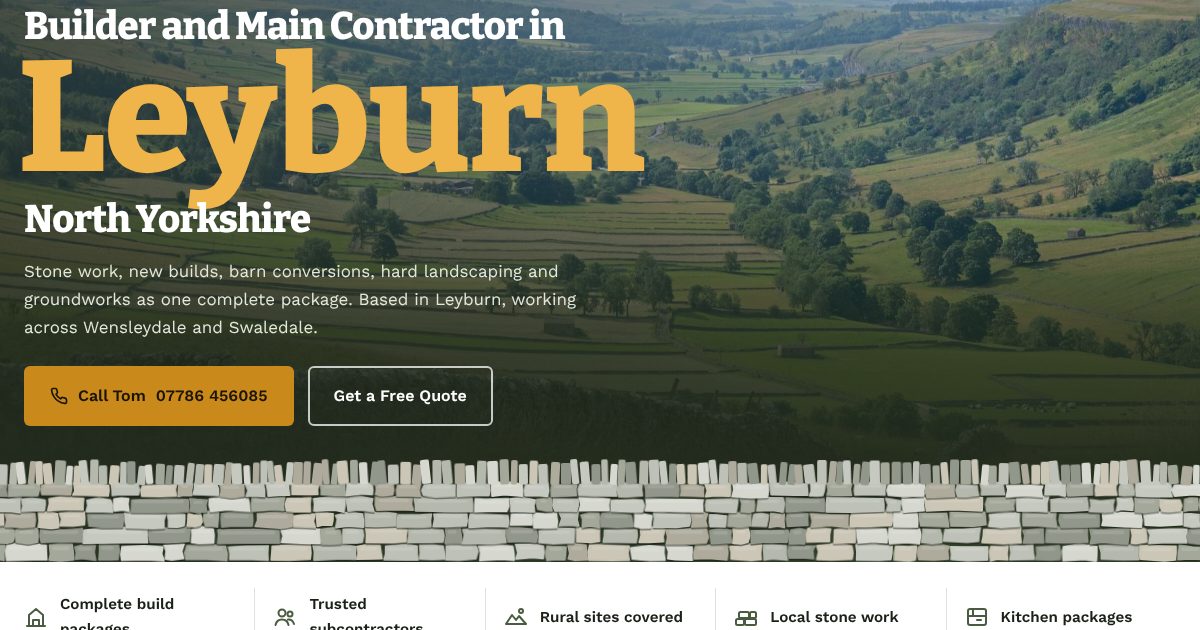 Builder and Main Contractor in
Leyburn
North Yorkshire
Stone work, new builds, barn conversions, hard landscaping and
groundworks as one complete package. Based in Leyburn, working
across Wensleydale and Swaledale.
Call Tom 07786 456085
Get a Free Quote
Complete build
packages
Trusted
subcontractors
Rural sites covered
Local stone work
Kitchen packages